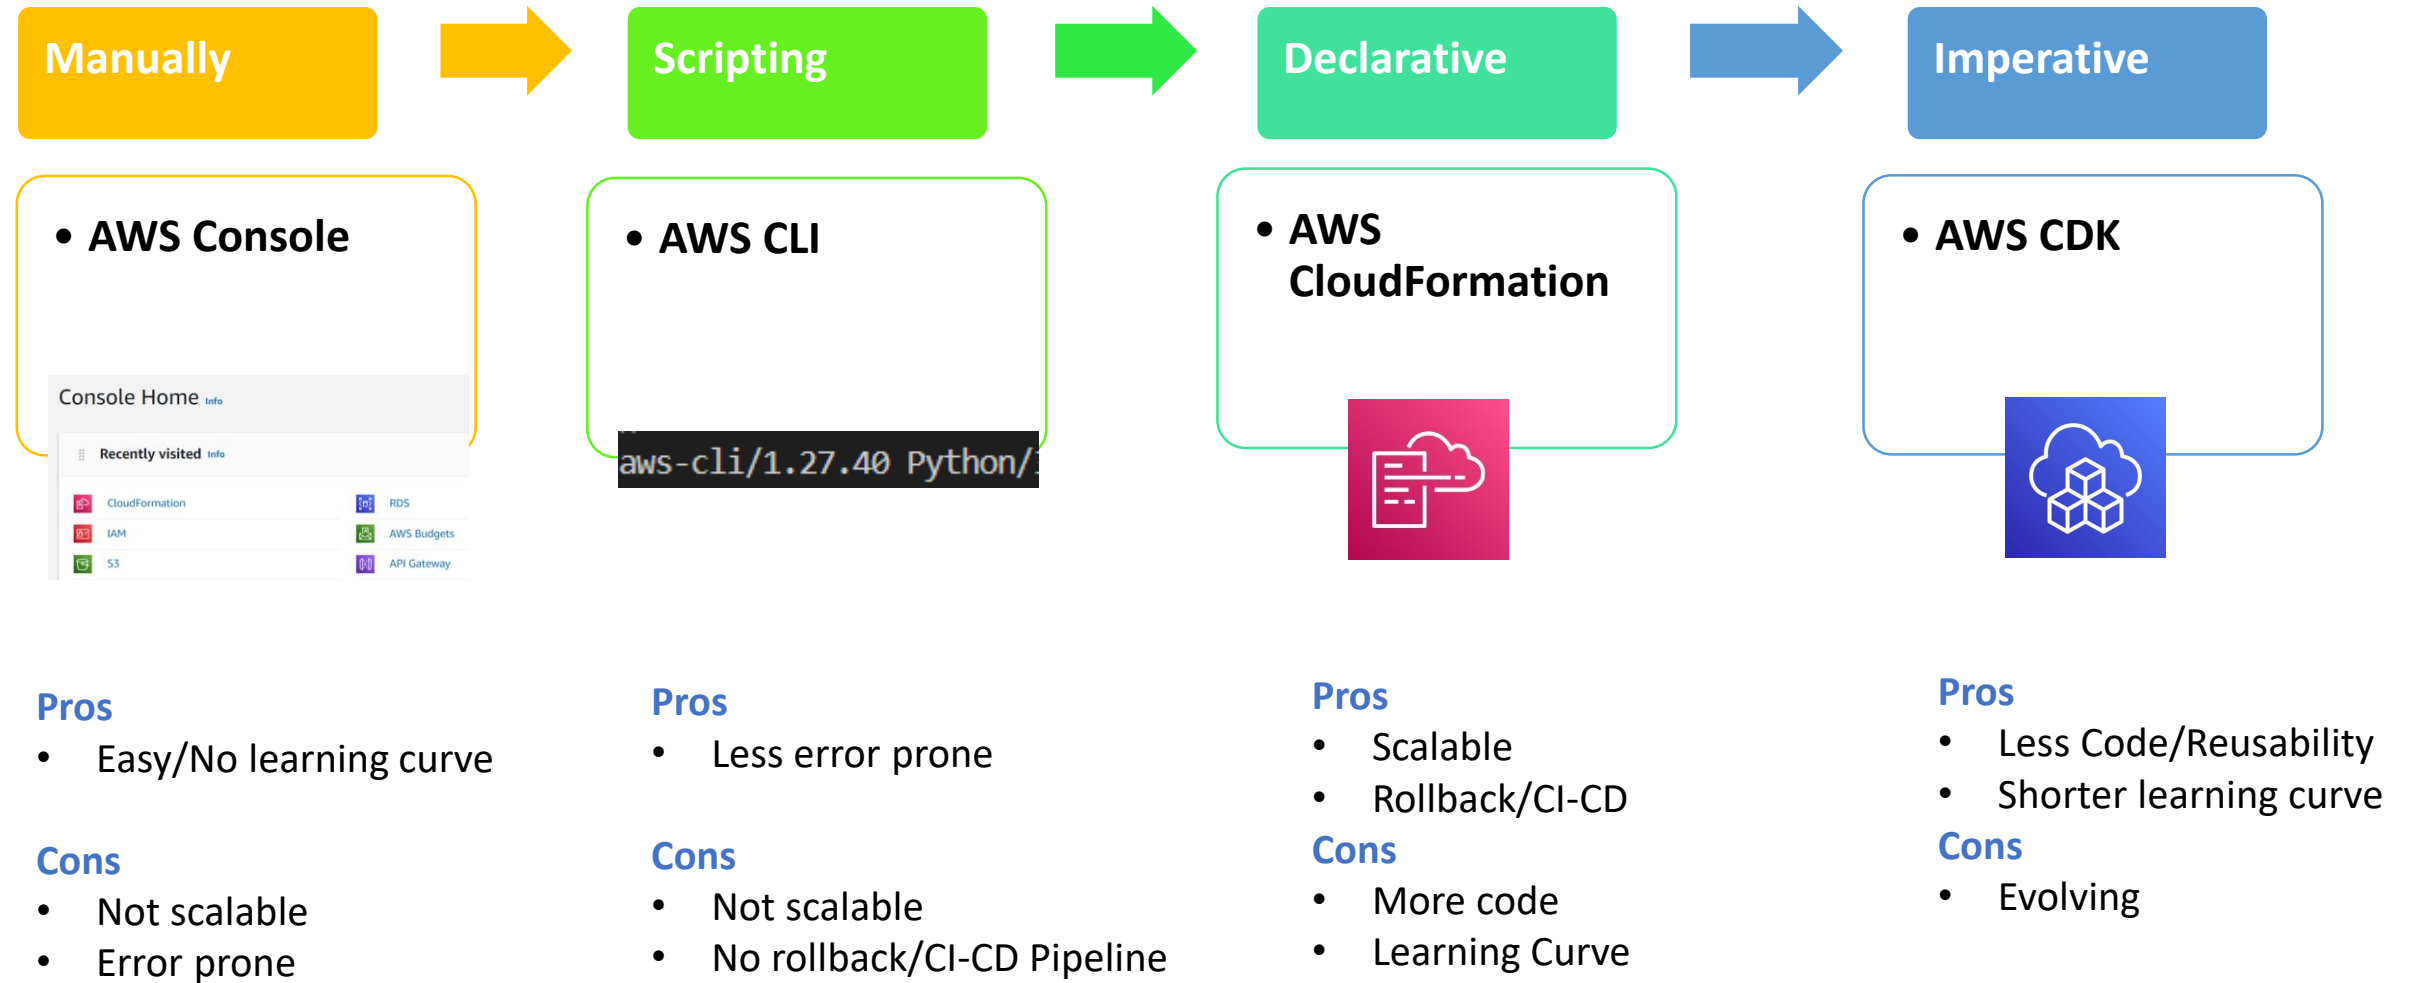 Manually
Scripting
Declarative
Imperative
• AWS Console
• AWS CLI
• AWS
CloudFormation
• AWS CDK
Console Home Info
Recently visited Info
CloudFormation
RDS
IAM
AWS Budgets
S3
API Gateway
aws-cli/1.27.40 Python/
Pros
• Easy/No learning curve
Cons
• Not scalable
• Error prone
Pros
• Less error prone
Cons
• Not scalable
• No rollback/CI-CD Pipeline
Pros
• Scalable
• Rollback/CI-CD
Cons
• More code
• Learning Curve
Pros
• Less Code/Reusability
• Shorter learning curve
Cons
• Evolving